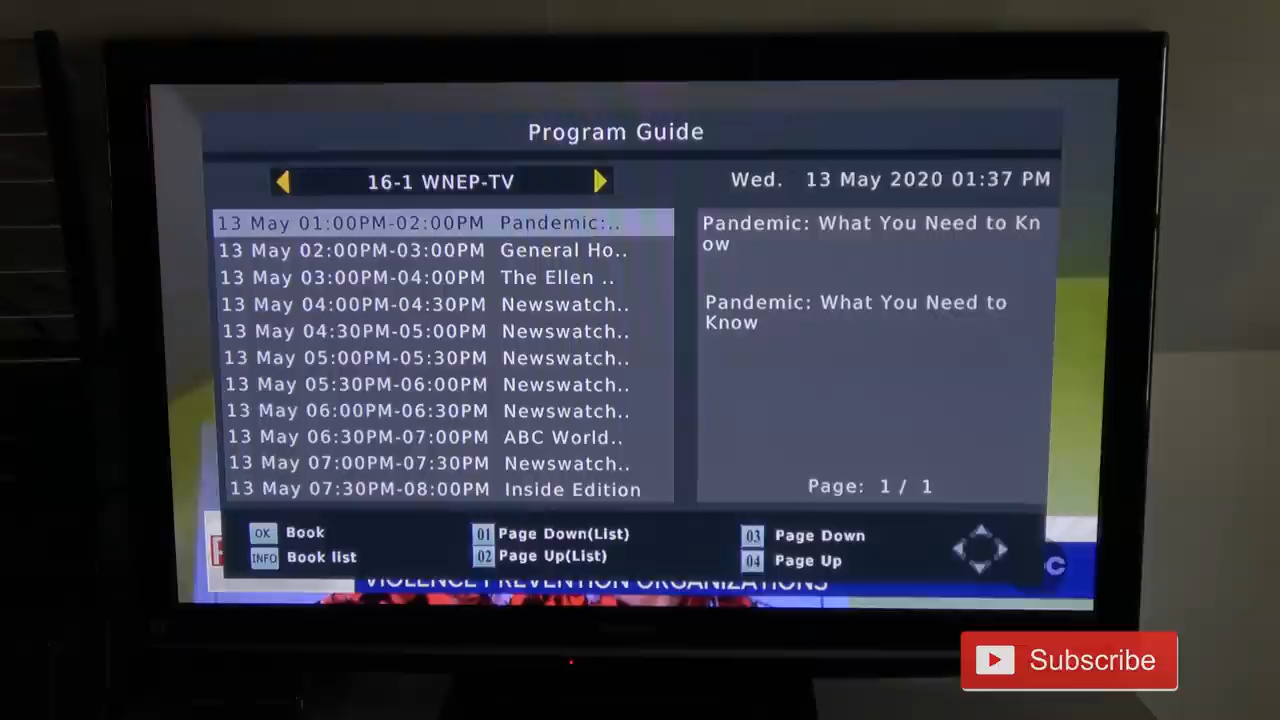 Program Guide
16-1 WNEP-TV
Wed. 13 May 2020 01:37 PM
13 May 01:00PM-02:00PM Pandemic:..
13 May 02:00PM-03:00PM General Ho..
13 May 03:00PM-04:00PM The Ellen ..
13 May 04:00PM-04:30PM Newswatch..
13 May 04:30PM-05:00PM Newswatch..
13 May 05:00PM-05:30PM Newswatch..
13 May 05:30PM-06:00PM Newswatch..
13 May 06:00PM-06:30PM Newswatch..
13 May 06:30PM-07:00PM ABC World..
13 May 07:00PM-07:30PM Newswatch..
13 May 07:30PM-08:00PM Inside Edition
Pandemic: What You Need to Kn
ow
Pandemic: What You Need to
Know
Page: 1 / 1
OK Book
INFO Book list
01 Page Down(List)
02 Page Up(List)
03 Page Down
04 Page Up
VIOLENCE PREVENTION ORGANIZATIONS
Subscribe